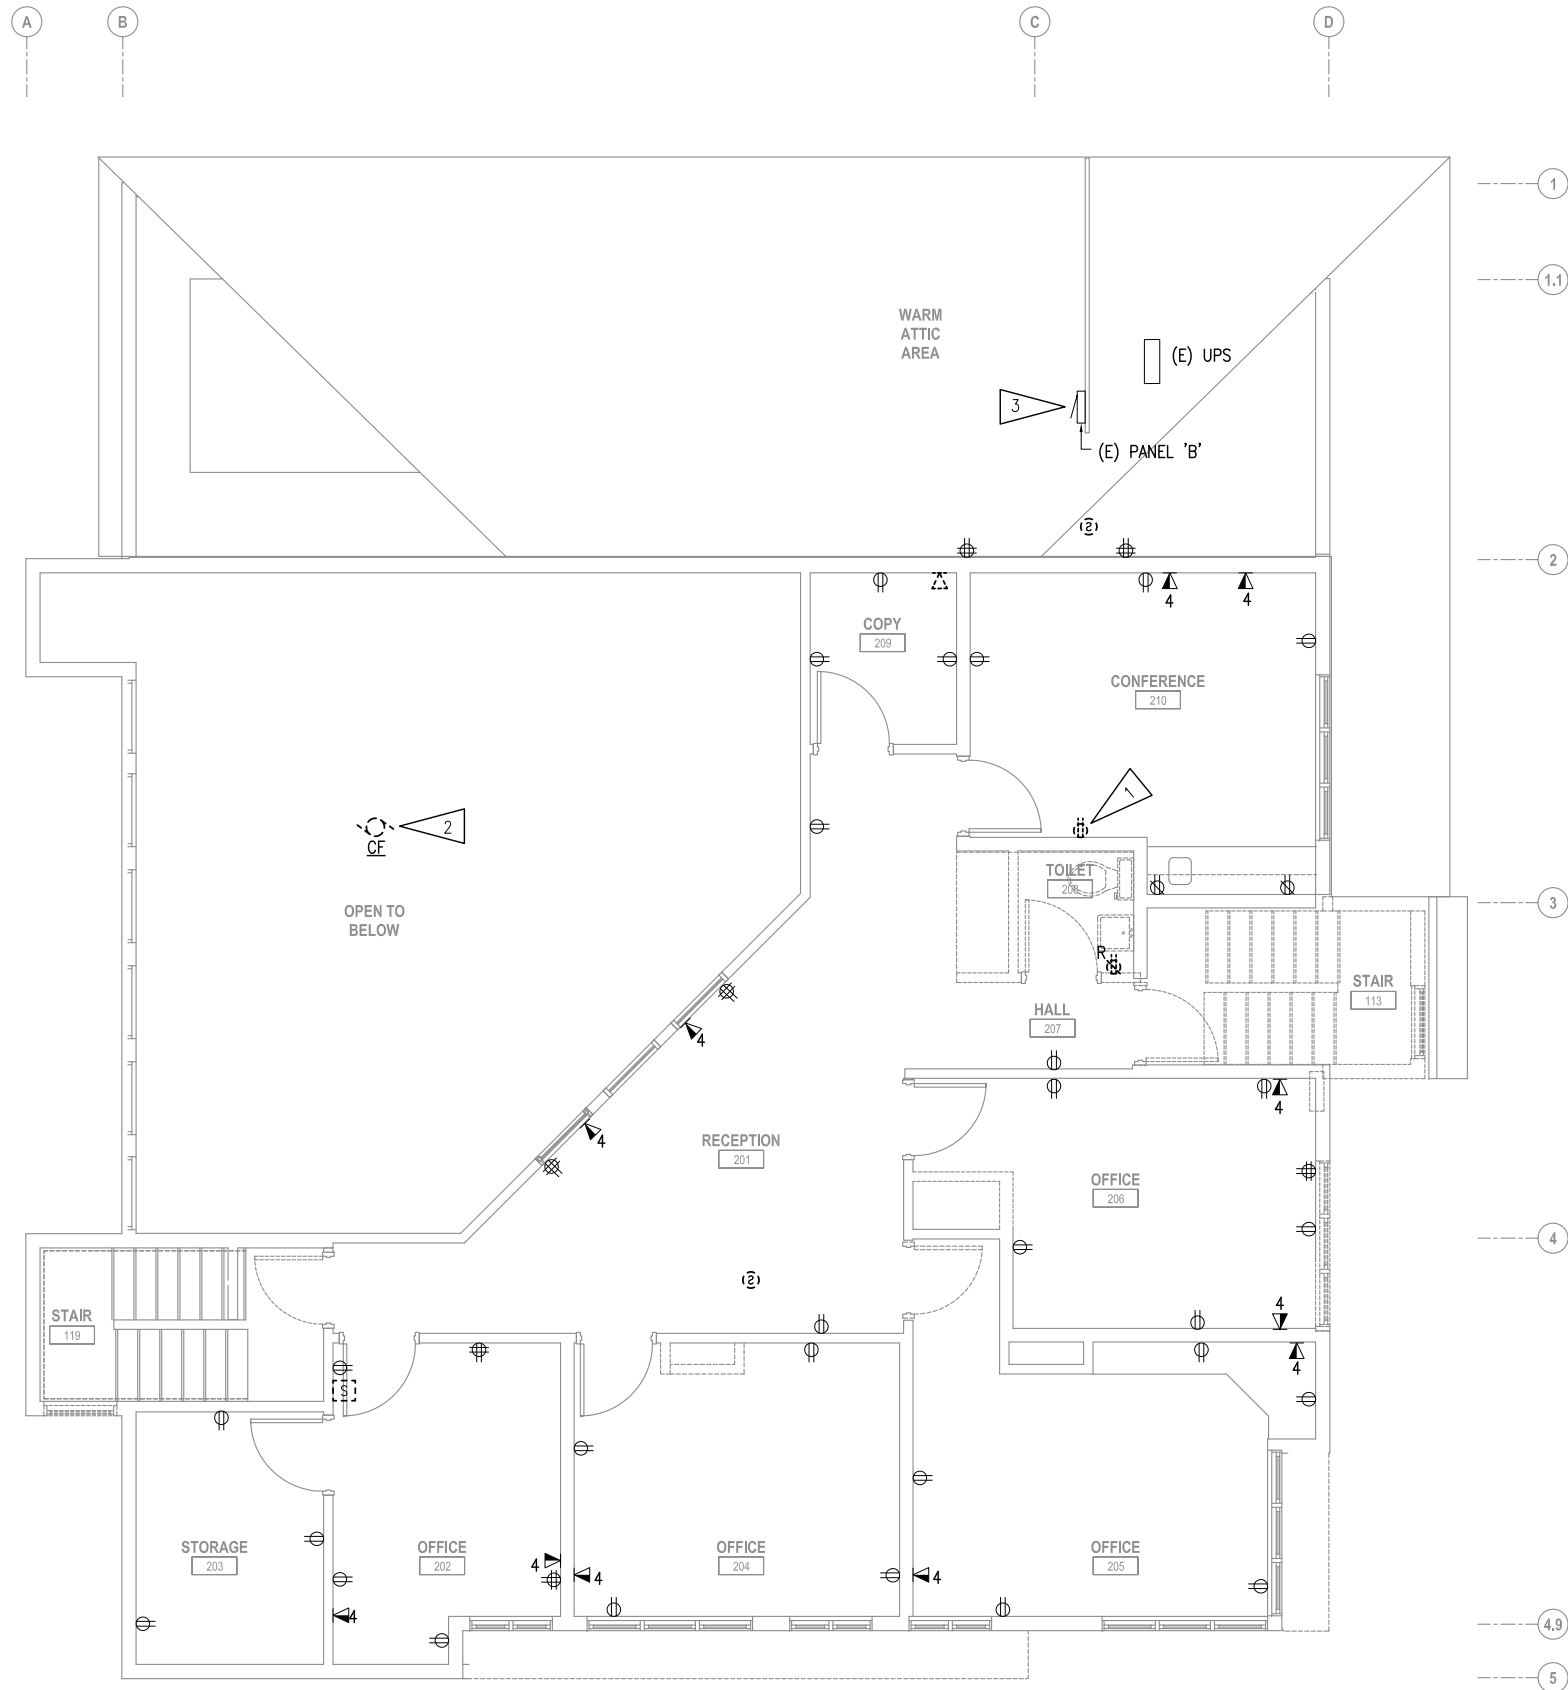 A
B
C
D
1
1.1
WARM
ATTIC
AREA
(E) UPS
3
(E) PANEL 'B'
S
2
4
4
COPY
209
CONFERENCE
210
1
2
CF
TOILET
208
OPEN TO
BELOW
3
R
STAIR
113
HALL
207
4
4
4
RECEPTION
201
OFFICE
206
4
S
4
STAIR
119
4
S
STORAGE
203
OFFICE
202
4
4
OFFICE
204
4
OFFICE
205
4
4.9
5